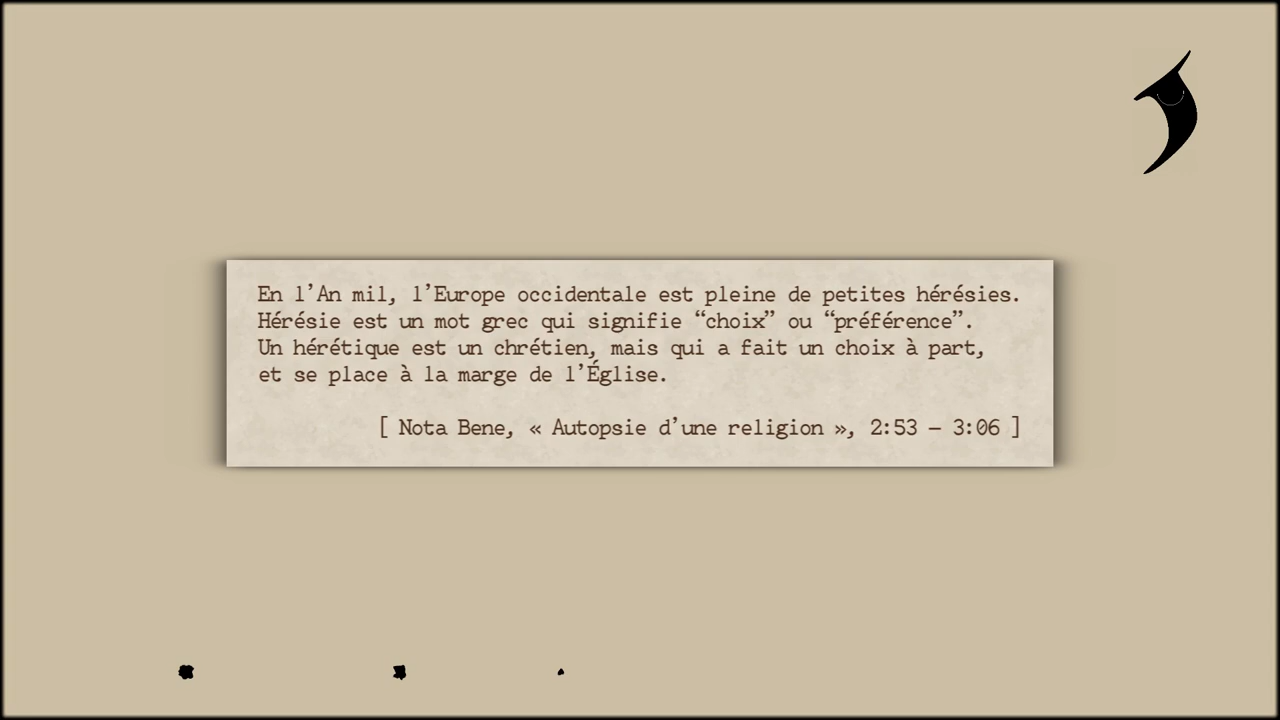 En l’An mil, l’Europe occidentale est pleine de petites hérésies.
Hérésie est un mot grec qui signifie “choix” ou “préférence”.
Un hérétique est un chrétien, mais qui a fait un choix à part,
et se place à la marge de l’Église.
[ Nota Bene, « Autopsie d’une religion », 2:53 – 3:06 ]